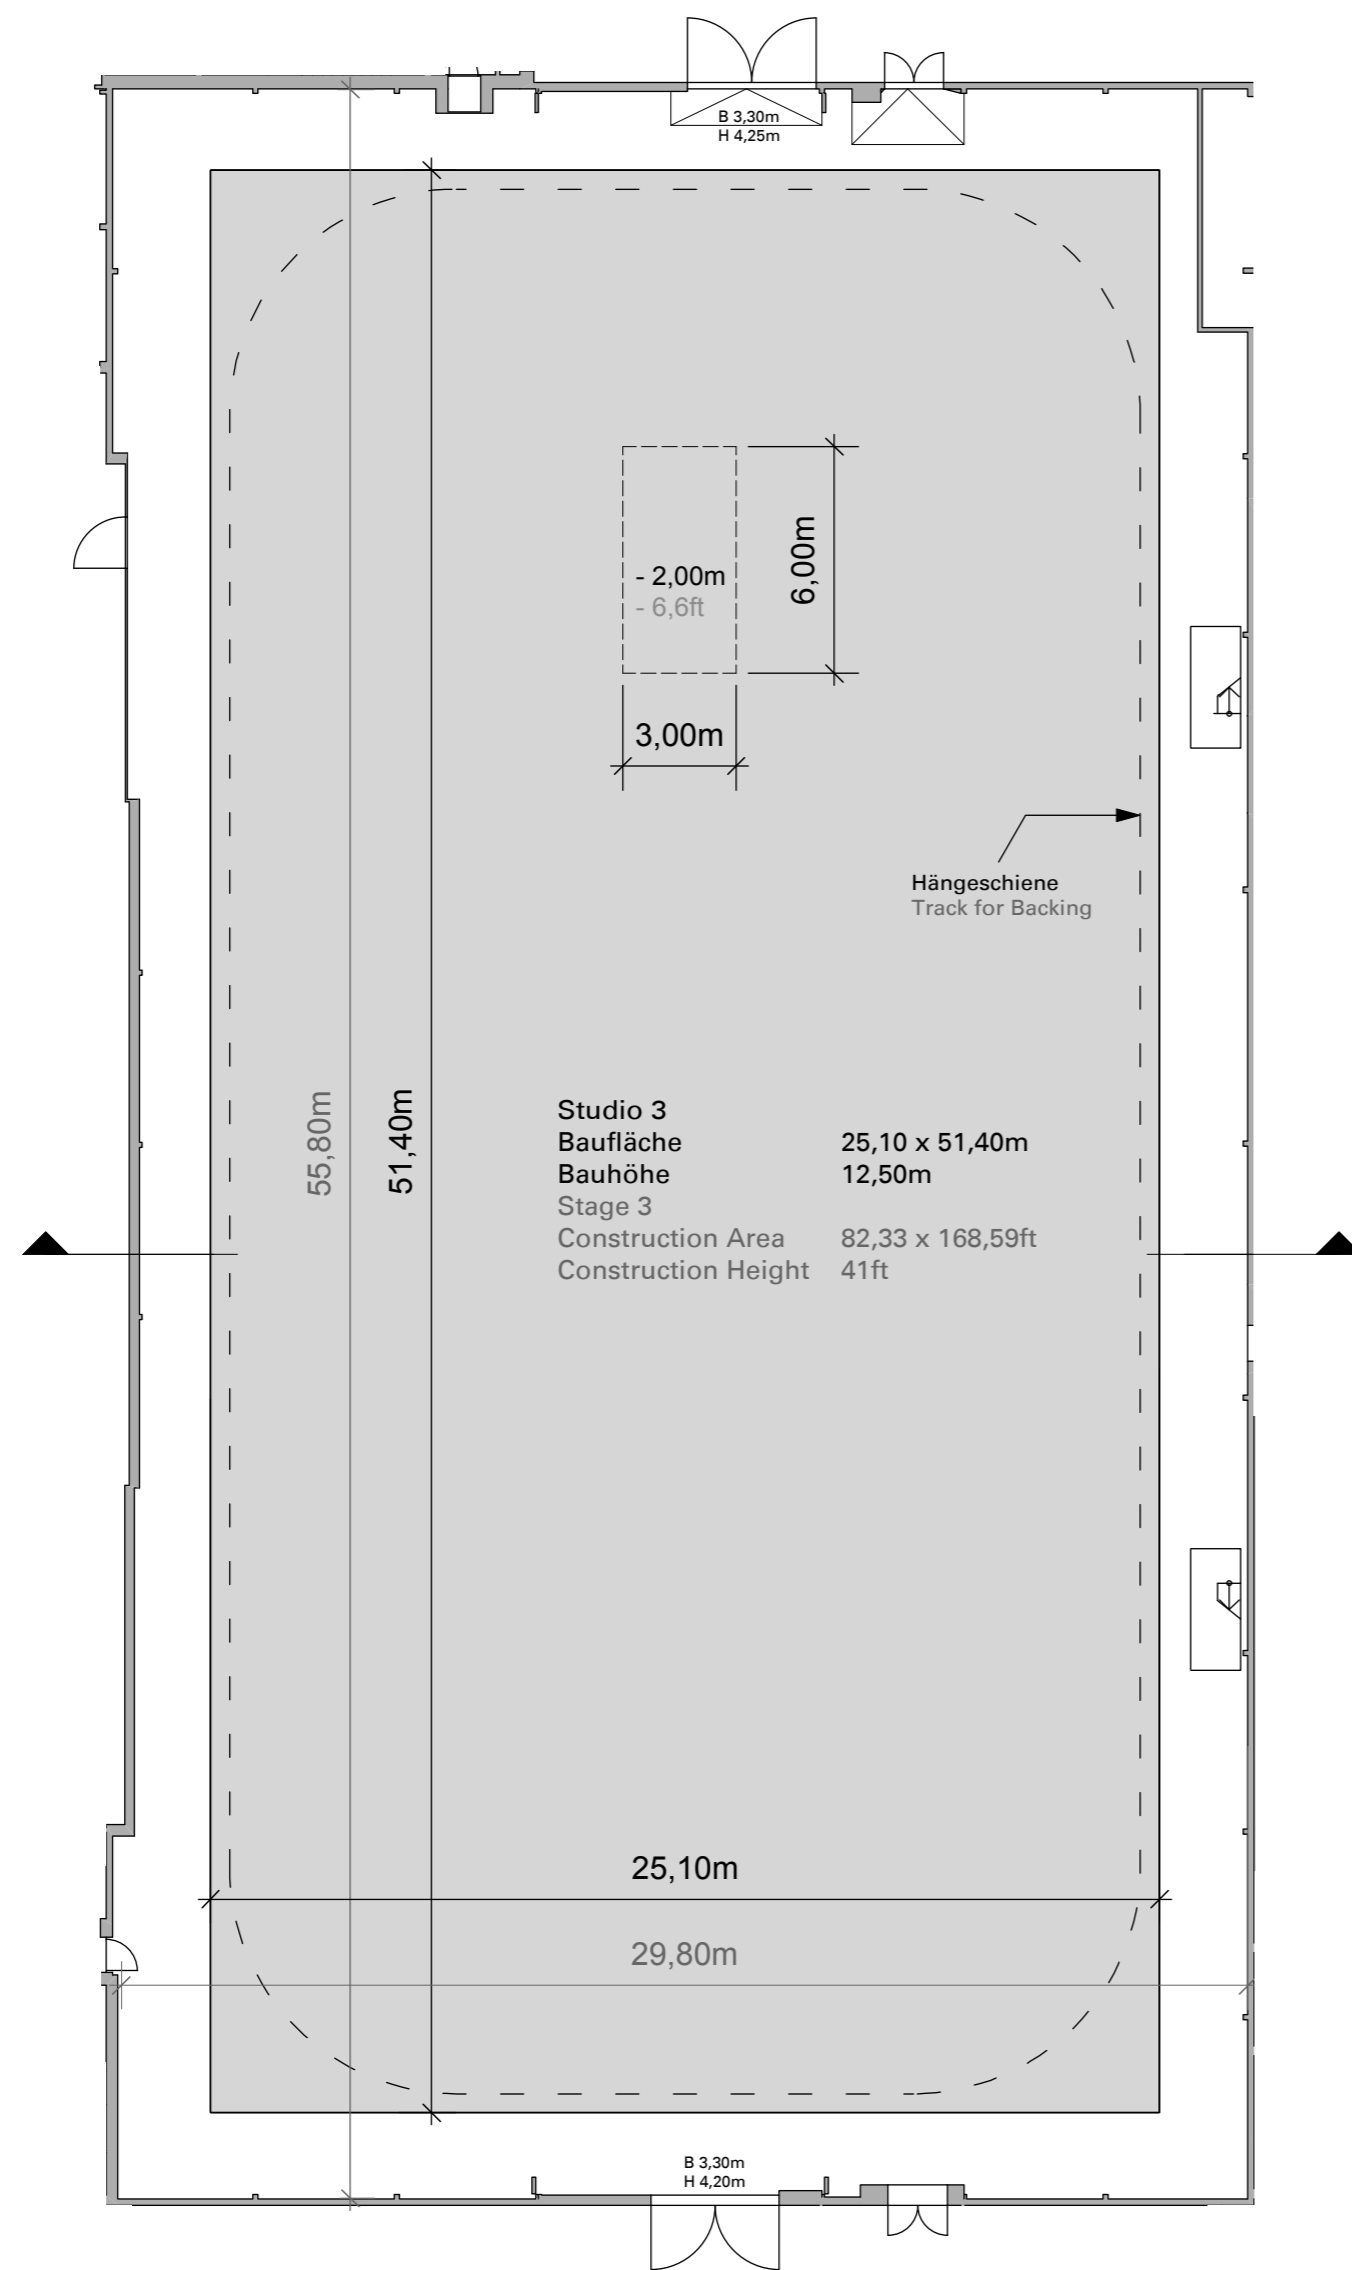 B 3,30m
H 4,25m
- 2,00m
- 6,6ft
6,00m
3,00m
Hängeschiene
Track for Backing
55,80m
51,40m
Studio 3
Baufläche 25,10 x 51,40m
Bauhöhe 12,50m
Stage 3
Construction Area 82,33 x 168,59ft
Construction Height 41ft
25,10m
29,80m
B 3,30m
H 4,20m